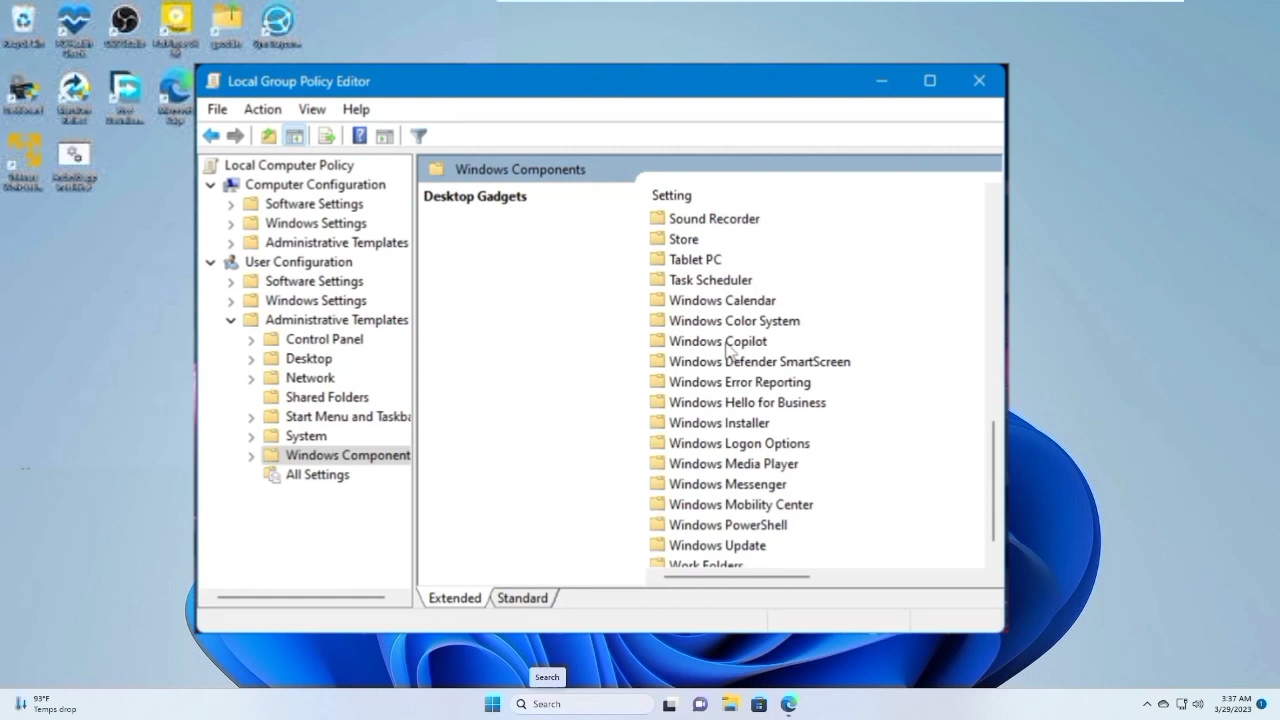 Local Group Policy Editor
File Action View Help
Local Computer Policy
Computer Configuration
Software Settings
Windows Settings
Administrative Templates
User Configuration
Software Settings
Windows Settings
Administrative Templates
Control Panel
Desktop
Network
Shared Folders
Start Menu and Taskba
System
Windows Component
All Settings
Windows Components
Desktop Gadgets
Setting
Sound Recorder
Store
Tablet PC
Task Scheduler
Windows Calendar
Windows Color System
Windows Copilot
Windows Defender SmartScreen
Windows Error Reporting
Windows Hello for Business
Windows Installer
Windows Logon Options
Windows Media Player
Windows Messenger
Windows Mobility Center
Windows PowerShell
Windows Update
Work Folders
Extended Standard
Search
93°F
Temps drop
Search
3:37 AM
3/29/2023